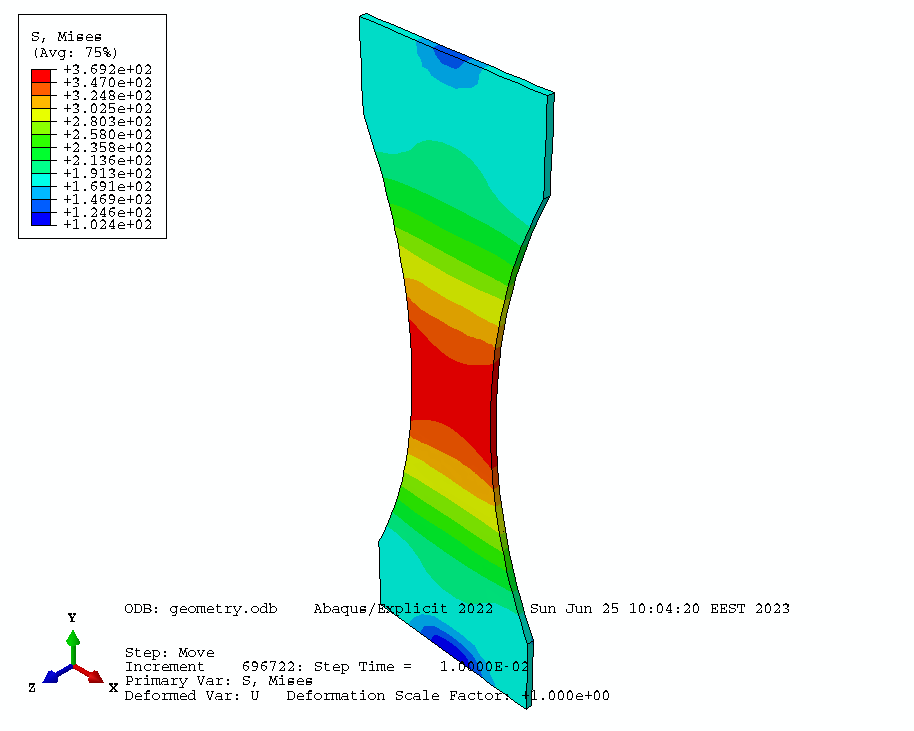 S, Mises
(Avg: 75%)
+3.692e+02
+3.470e+02
+3.248e+02
+3.025e+02
+2.803e+02
+2.580e+02
+2.358e+02
+2.136e+02
+1.913e+02
+1.691e+02
+1.469e+02
+1.246e+02
+1.024e+02
ODB: geometry.odb    Abaqus/Explicit 2022    Sun Jun 25 10:04:20 EEST 2023
Y
Z
X
Step: Move
Increment    696722: Step Time =   1.0000E-02
Primary Var: S, Mises
Deformed Var: U   Deformation Scale Factor: +1.000e+00